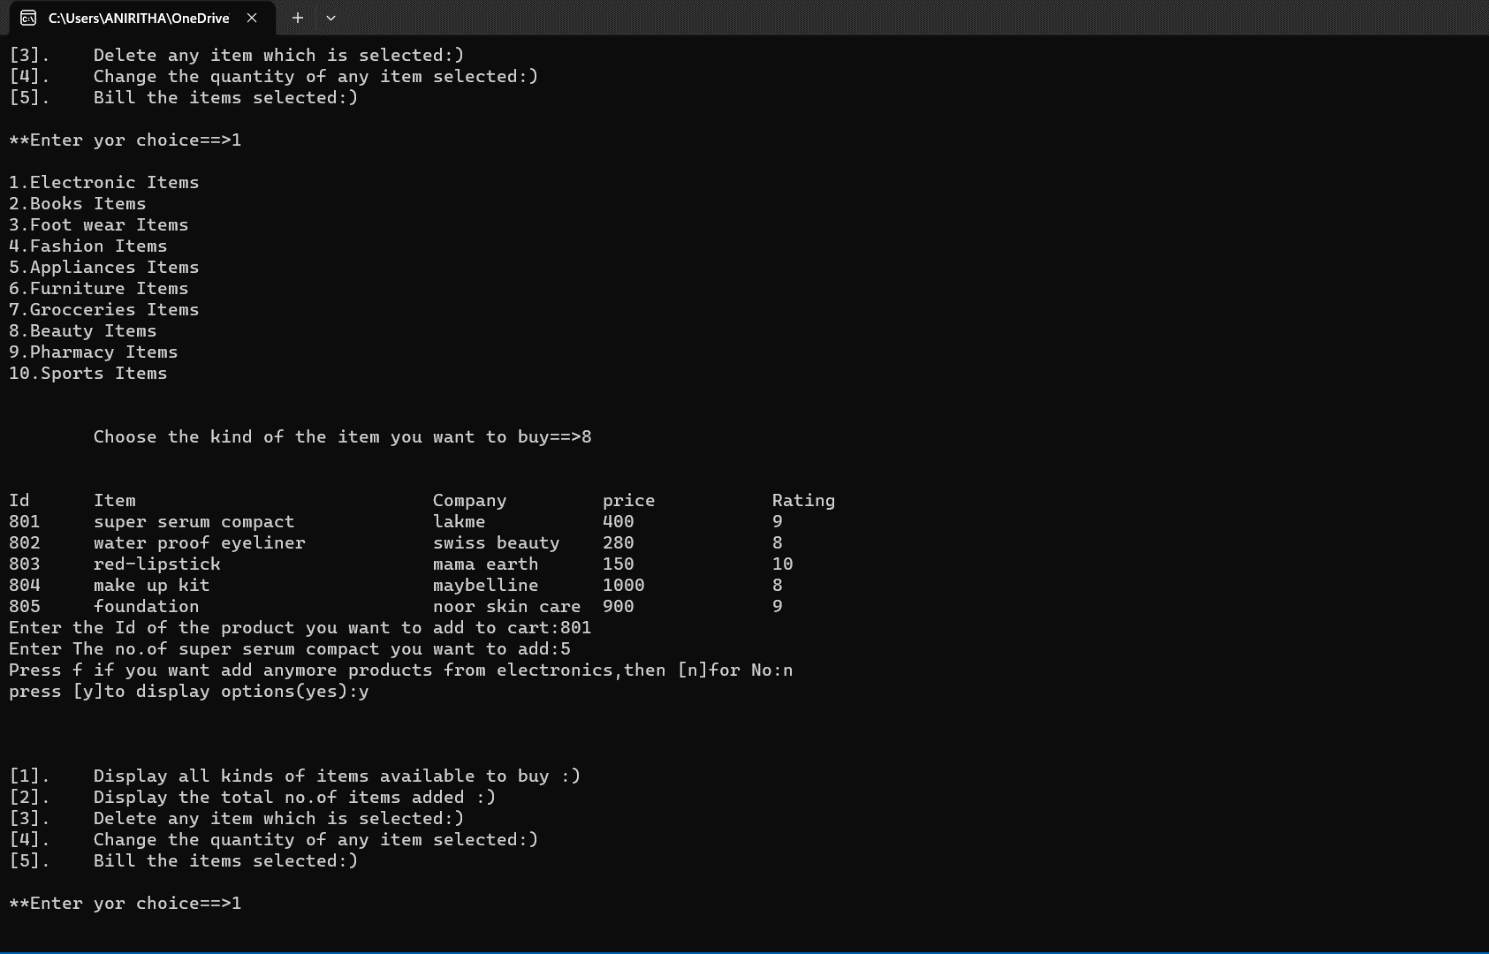 C:\Users\ANIRITHA\OneDrive
[3].    Delete any item which is selected:)
[4].    Change the quantity of any item selected:)
[5].    Bill the items selected:)
**Enter yor choice==>1
1.Electronic Items
2.Books Items
3.Foot wear Items
4.Fashion Items
5.Appliances Items
6.Furniture Items
7.Grocceries Items
8.Beauty Items
9.Pharmacy Items
10.Sports Items
        Choose the kind of the item you want to buy==>8
Id      Item                            Company         price           Rating
801     super serum compact             lakme           400             9
802     water proof eyeliner            swiss beauty    280             8
803     red-lipstick                    mama earth      150             10
804     make up kit                     maybelline      1000            8
805     foundation                      noor skin care  900             9
Enter the Id of the product you want to add to cart:801
Enter The no.of super serum compact you want to add:5
Press f if you want add anymore products from electronics,then [n]for No:n
press [y]to display options(yes):y
[1].    Display all kinds of items available to buy :)
[2].    Display the total no.of items added :)
[3].    Delete any item which is selected:)
[4].    Change the quantity of any item selected:)
[5].    Bill the items selected:)
**Enter yor choice==>1